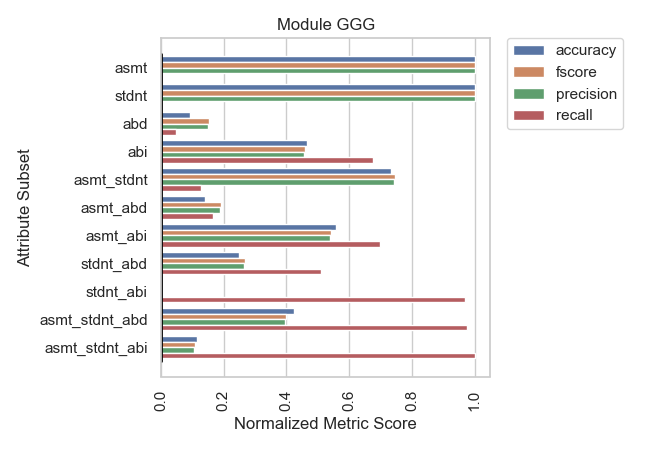 Module GGG
accuracy
fscore
precision
recall
Attribute Subset
asmt
stdnt
abd
abi
asmt_stdnt
asmt_abd
asmt_abi
stdnt_abd
stdnt_abi
asmt_stdnt_abd
asmt_stdnt_abi
0.0 0.2 0.4 0.6 0.8 1.0
Normalized Metric Score